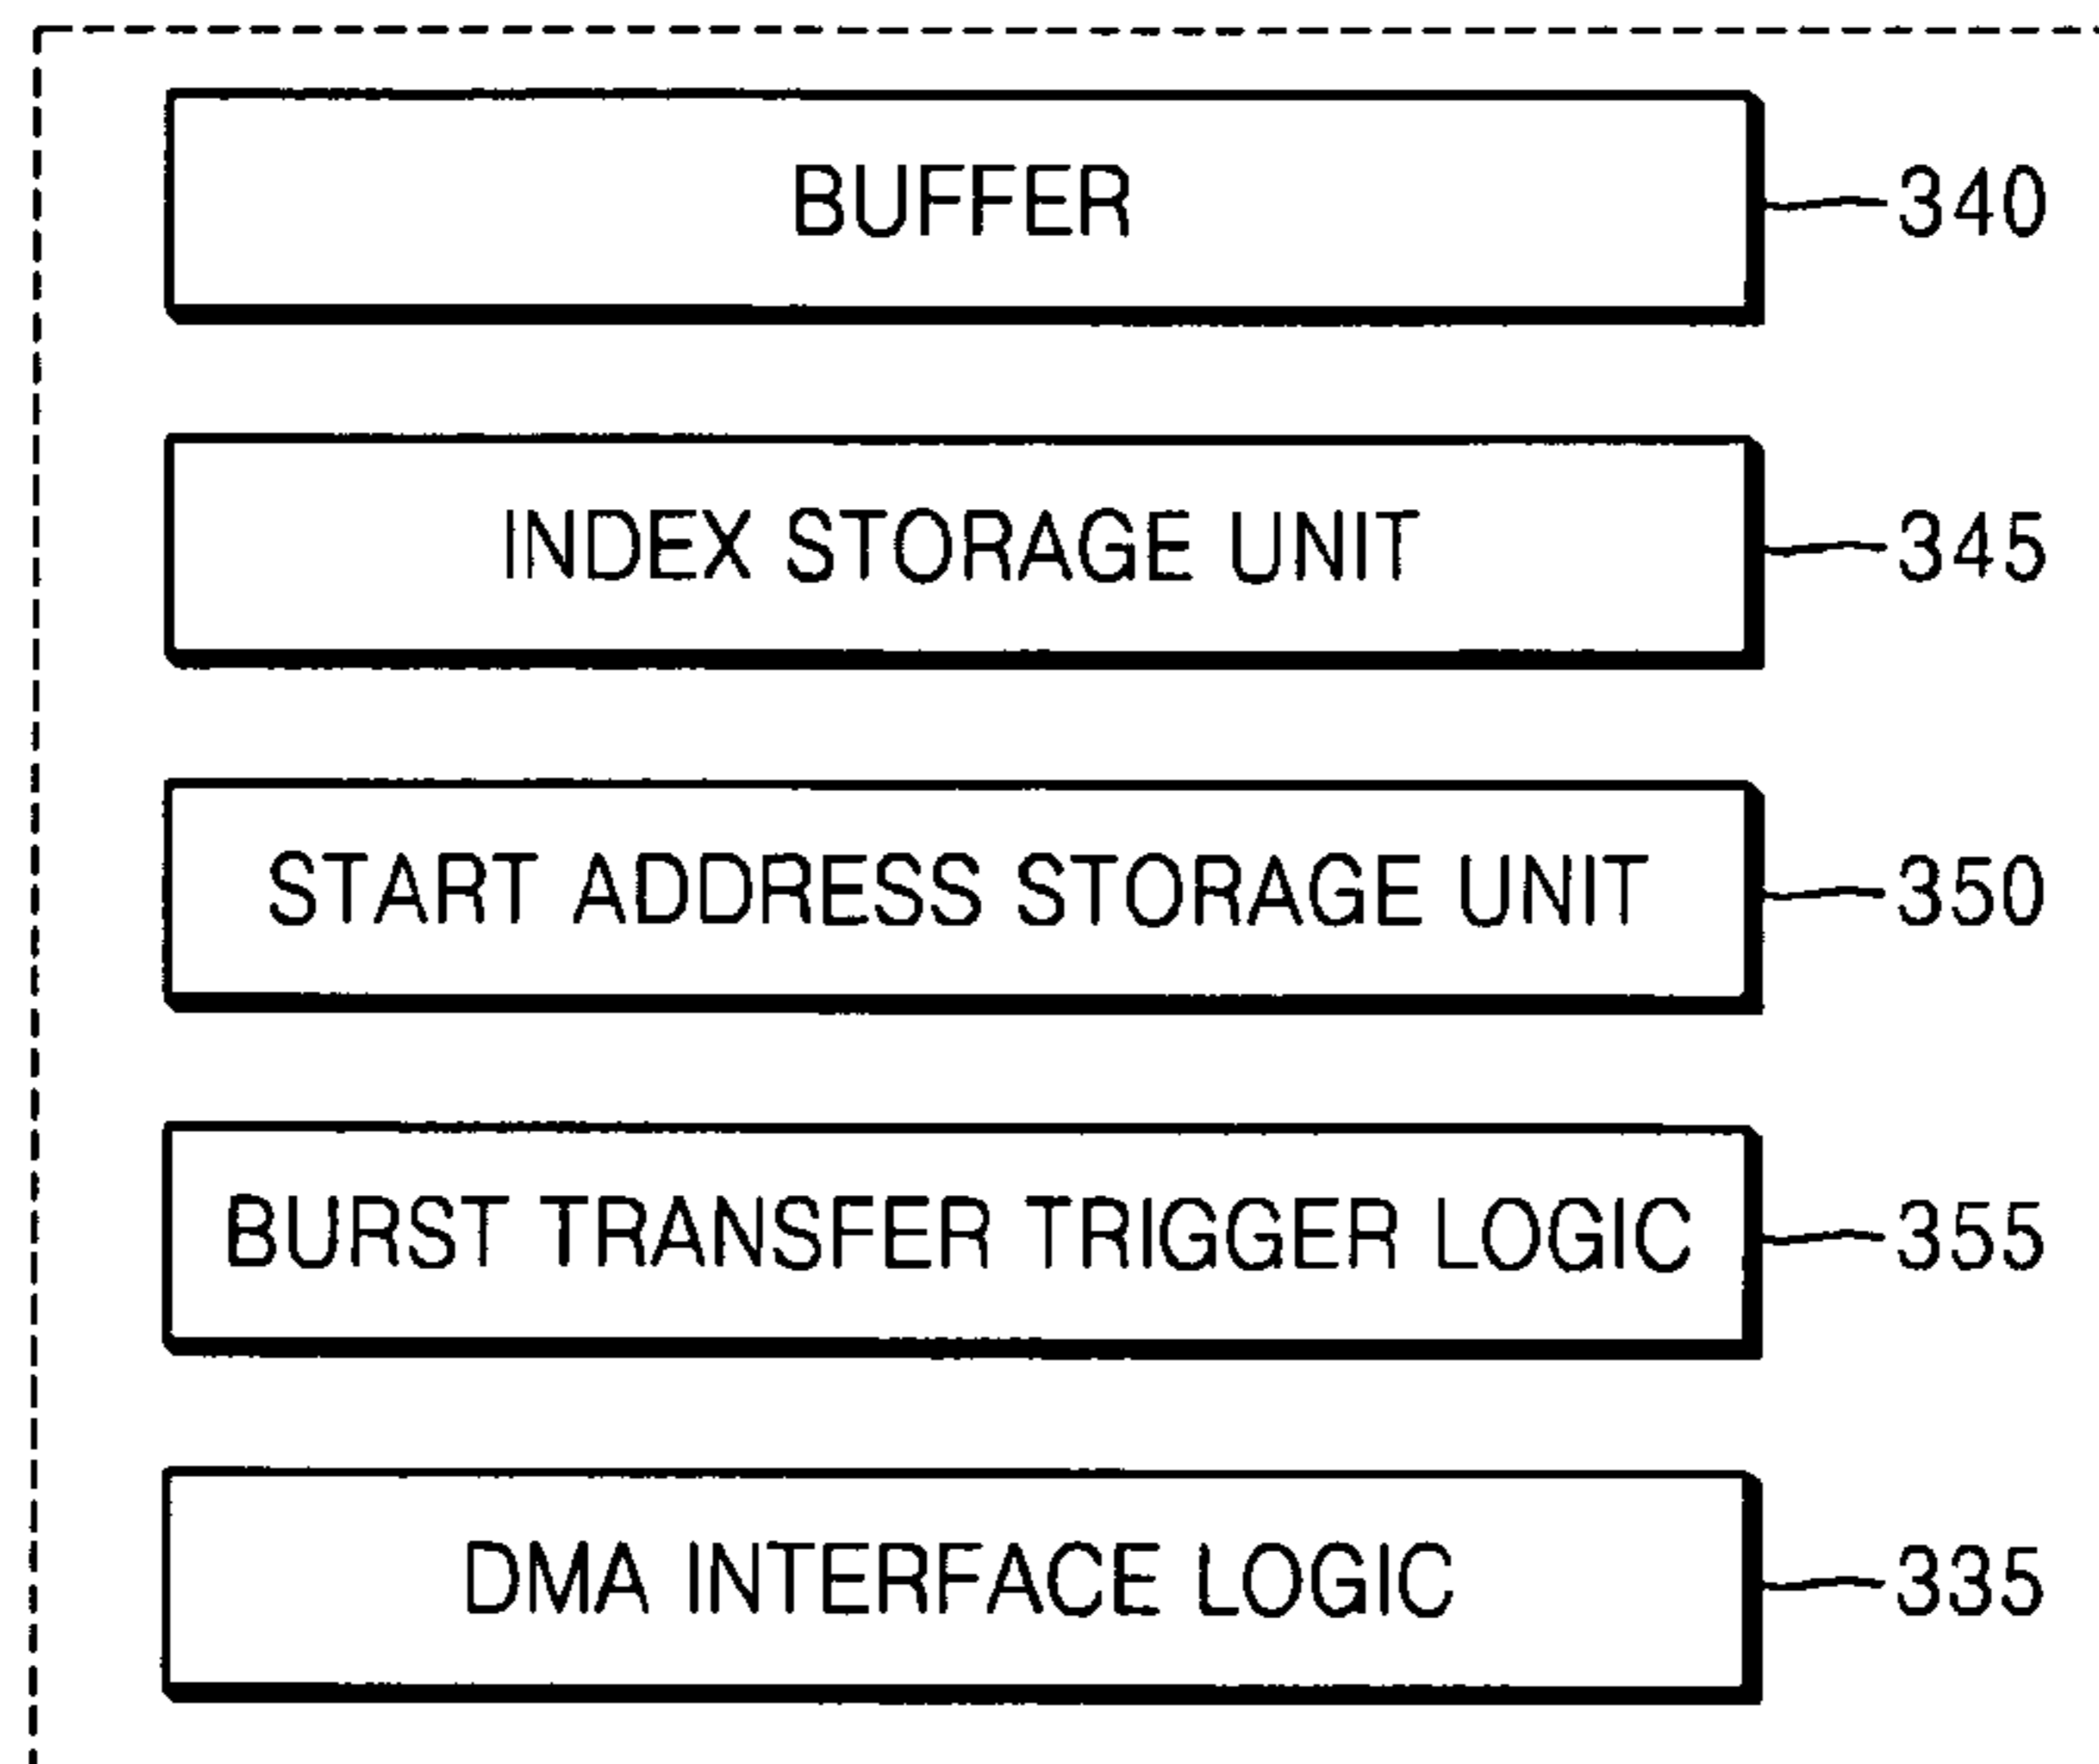 BUFFER 340
INDEX STORAGE UNIT 345
START ADDRESS STORAGE UNIT 350
BURST TRANSFER TRIGGER LOGIC 355
DMA INTERFACE LOGIC 335